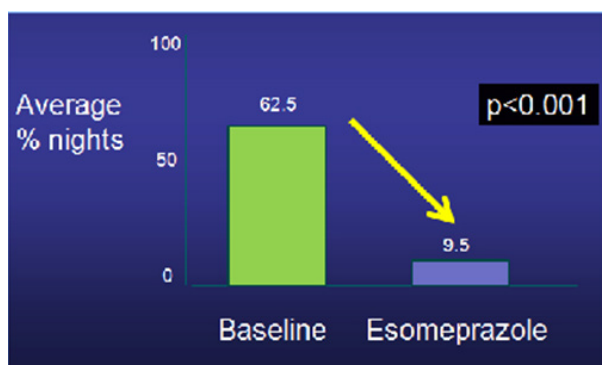 100
Average
% nights
62.5
p<0.001
50
9.5
0
Baseline Esomeprazole